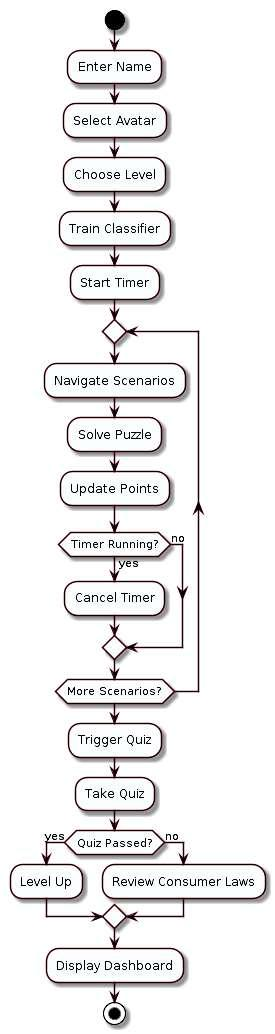 Enter Name
Select Avatar
Choose Level
Train Classifier
Start Timer
Navigate Scenarios
Solve Puzzle
Update Points
Timer Running?
no
yes
Cancel Timer
More Scenarios?
Trigger Quiz
Take Quiz
yes
Quiz Passed?
no
Level Up
Review Consumer Laws
Display Dashboard